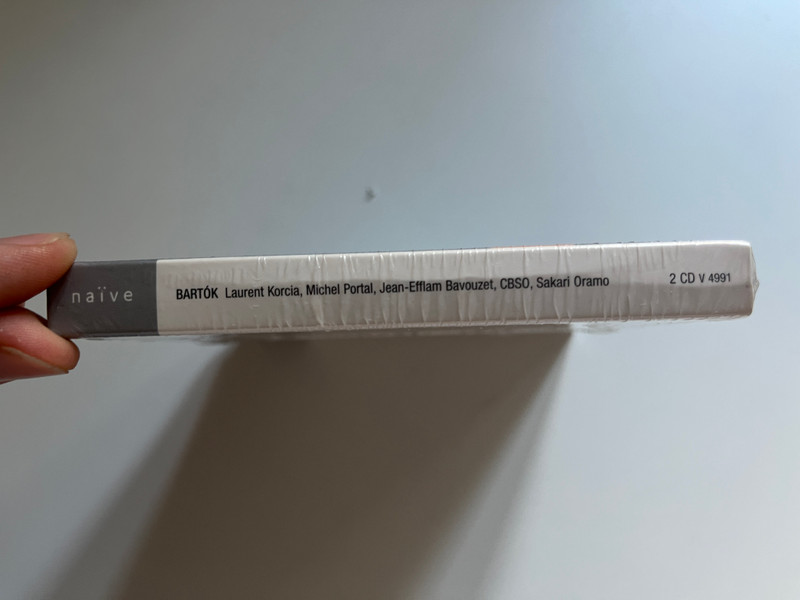 naïve
BARTÓK Laurent Korcia, Michel Portal, Jean-Efflam Bavouzet, CBSO, Sakari Oramo
2 CD V 4991